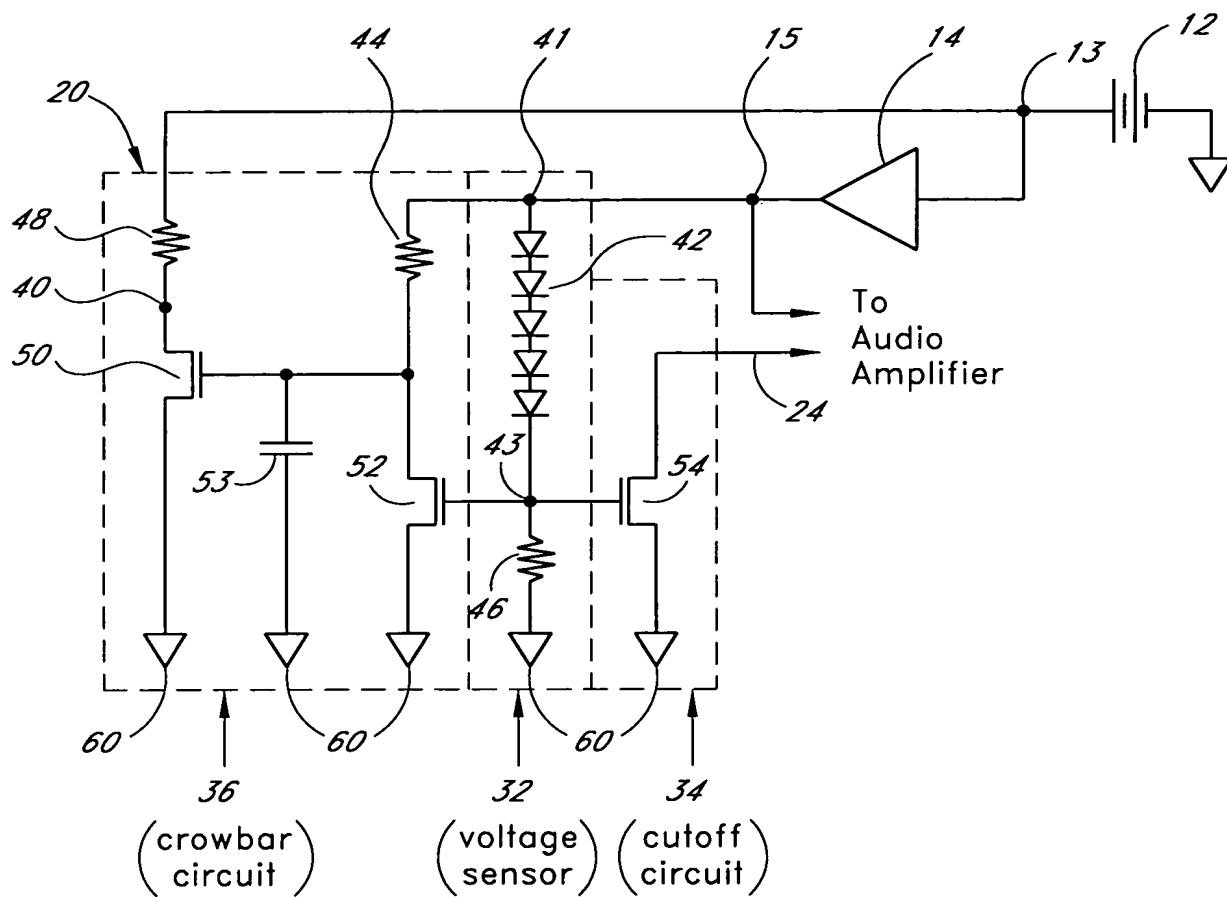 12
44
41
15
14
13
20
48
42
40
To
Audio
Amplifier
50
24
43
53
52
54
46
60
60
60
36
32
34
(crowbar
circuit)
(voltage
sensor)
(cutoff
circuit)